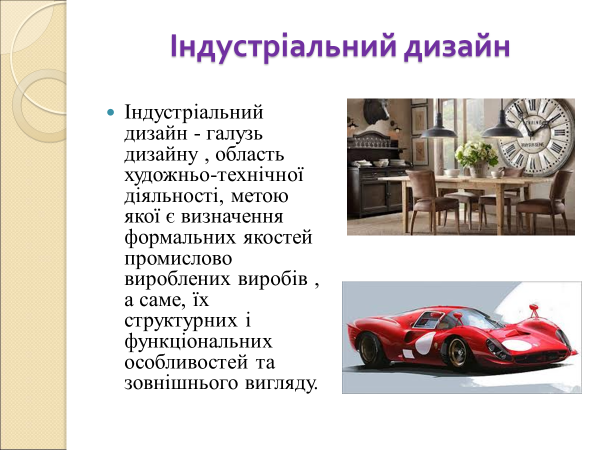 Індустріальний дизайн
Індустріальний
дизайн - галузь
дизайну , область
художньо-технічної
діяльності, метою
якої є визначення
формальних якостей
промислово
вироблених виробів ,
а саме, їх
структурних і
функціональних
особливостей та
зовнішнього вигляду.